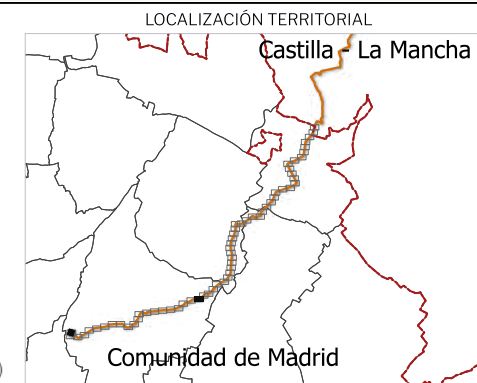 LOCALIZACIÓN TERRITORIAL
Castilla - La Mancha
Comunidad de Madrid